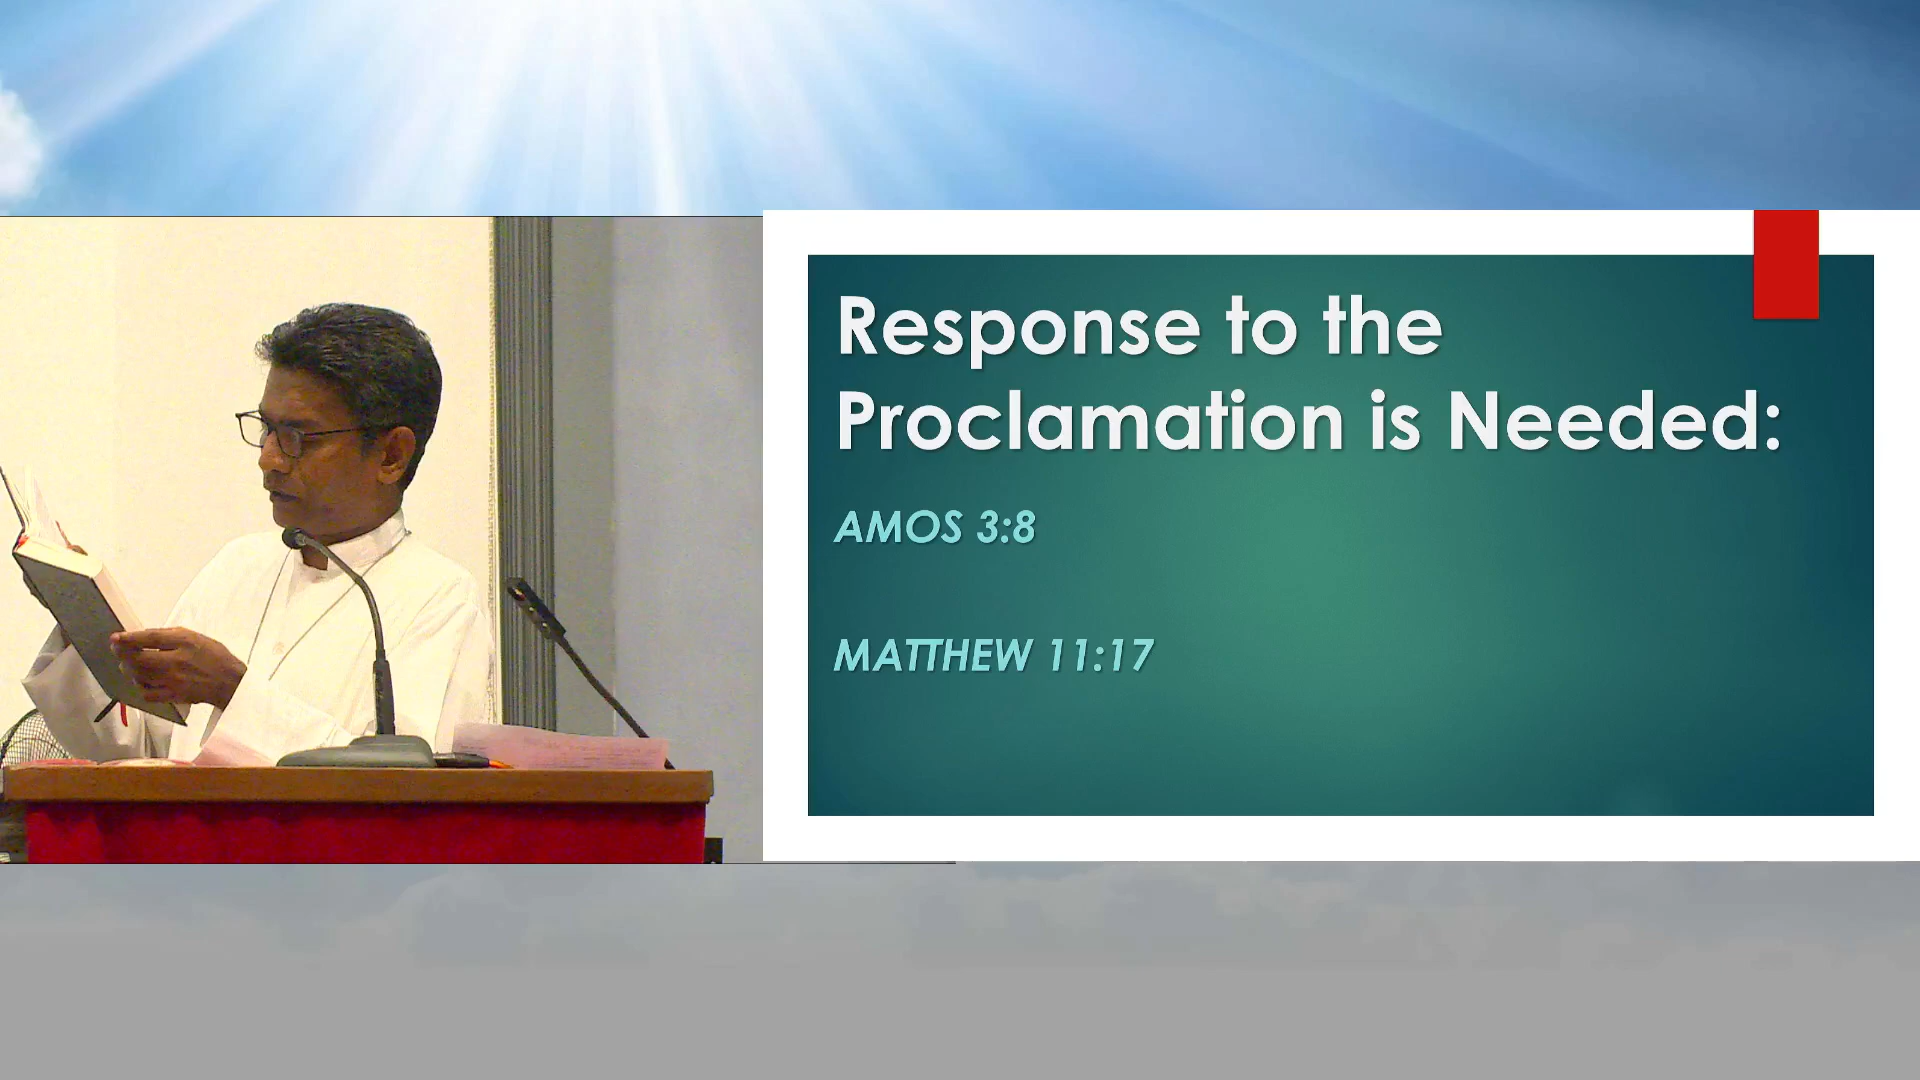 Response to the
Proclamation is Needed:
AMOS 3:8
MATTHEW 11:17